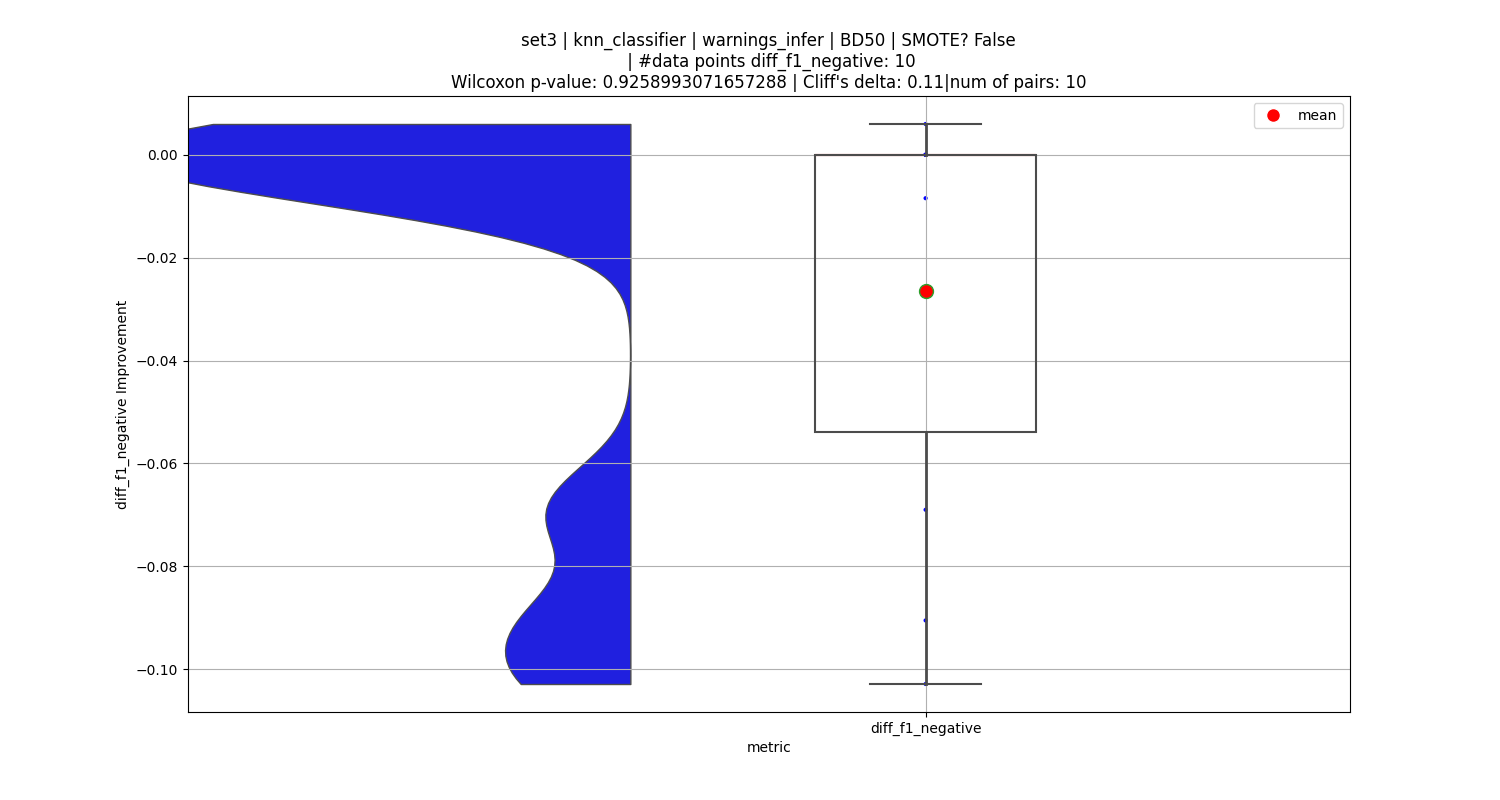 set3 | knn_classifier | warnings_infer | BD50 | SMOTE? False
| #data points diff_f1_negative: 10
Wilcoxon p-value: 0.9258993071657288 | Cliff's delta: 0.11|num of pairs: 10
mean
0.00
−0.02
−0.04
−0.06
−0.08
−0.10
diff_f1_negative Improvement
diff_f1_negative
metric